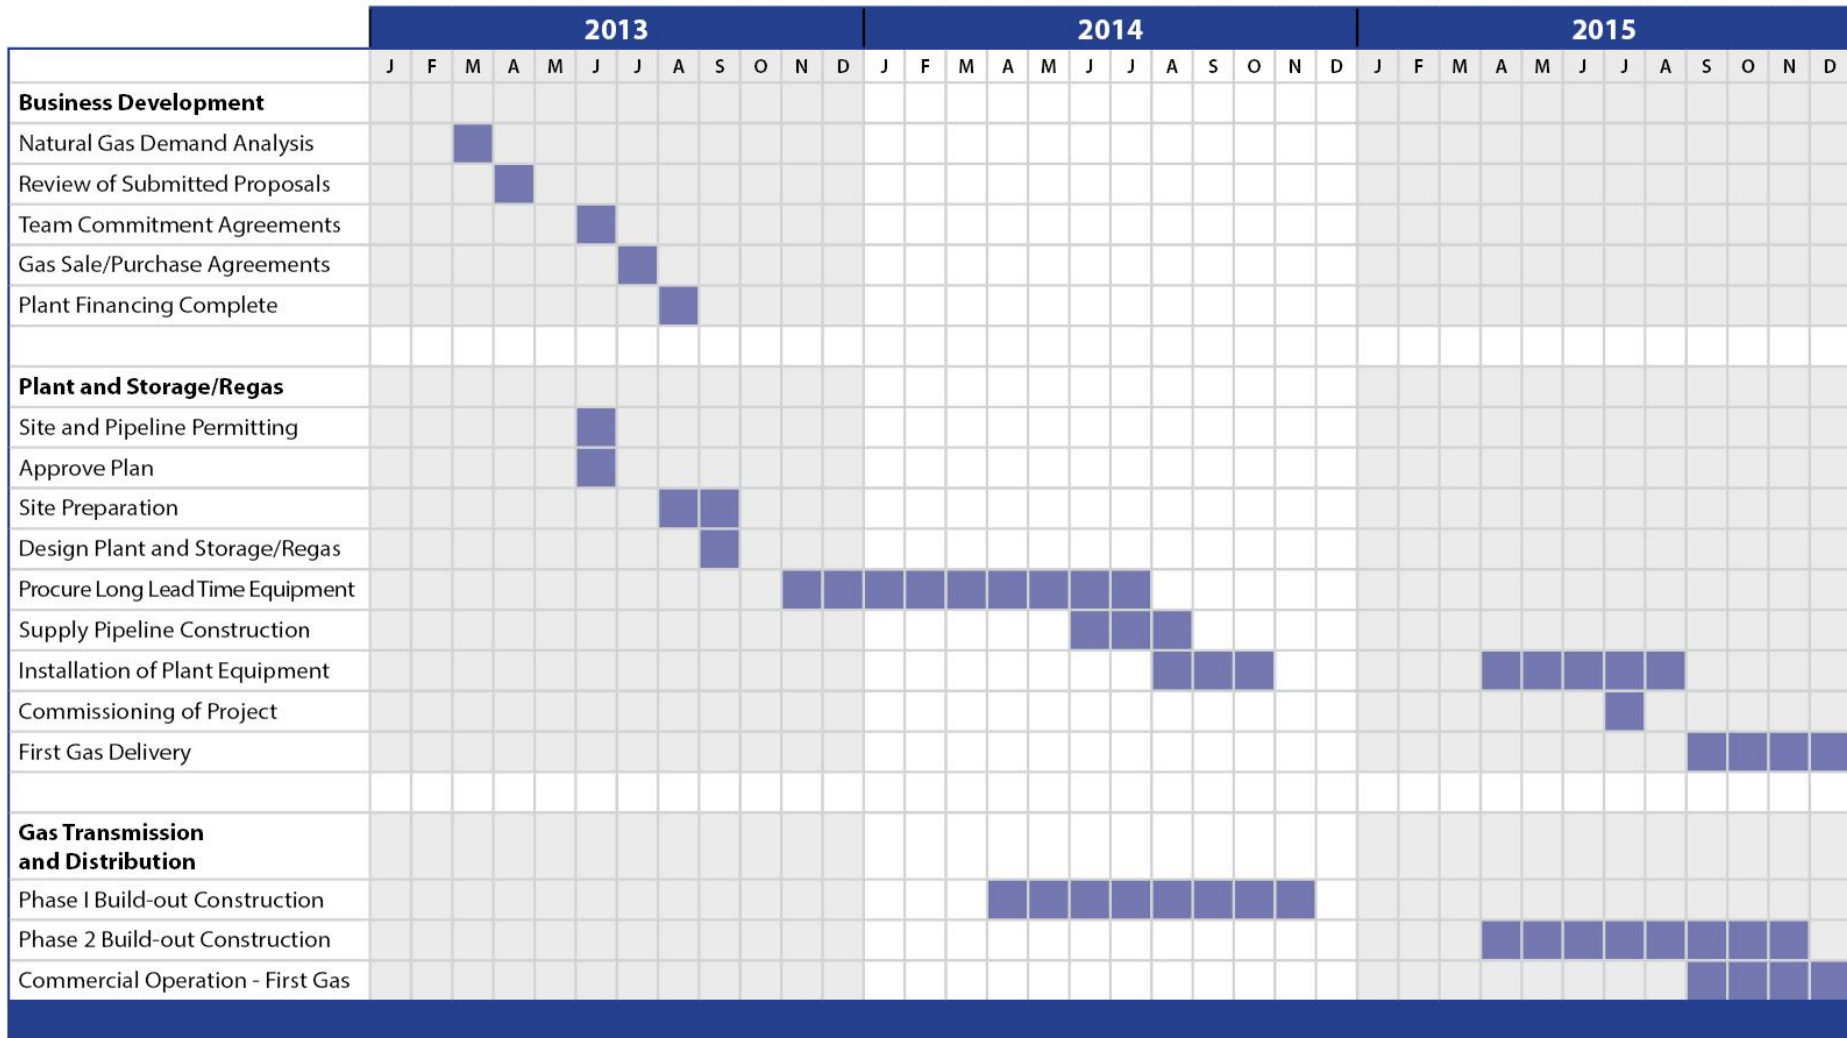 2013 2014 2015
J F M A M J J A S O N D J F M A M J J A S O N D J F M A M J J A S O N D
Business Development
Natural Gas Demand Analysis
Review of Submitted Proposals
Team Commitment Agreements
Gas Sale/Purchase Agreements
Plant Financing Complete
Plant and Storage/Regas
Site and Pipeline Permitting
Approve Plan
Site Preparation
Design Plant and Storage/Regas
Procure Long Lead Time Equipment
Supply Pipeline Construction
Installation of Plant Equipment
Commissioning of Project
First Gas Delivery
Gas Transmission
and Distribution
Phase I Build-out Construction
Phase 2 Build-out Construction
Commercial Operation - First Gas